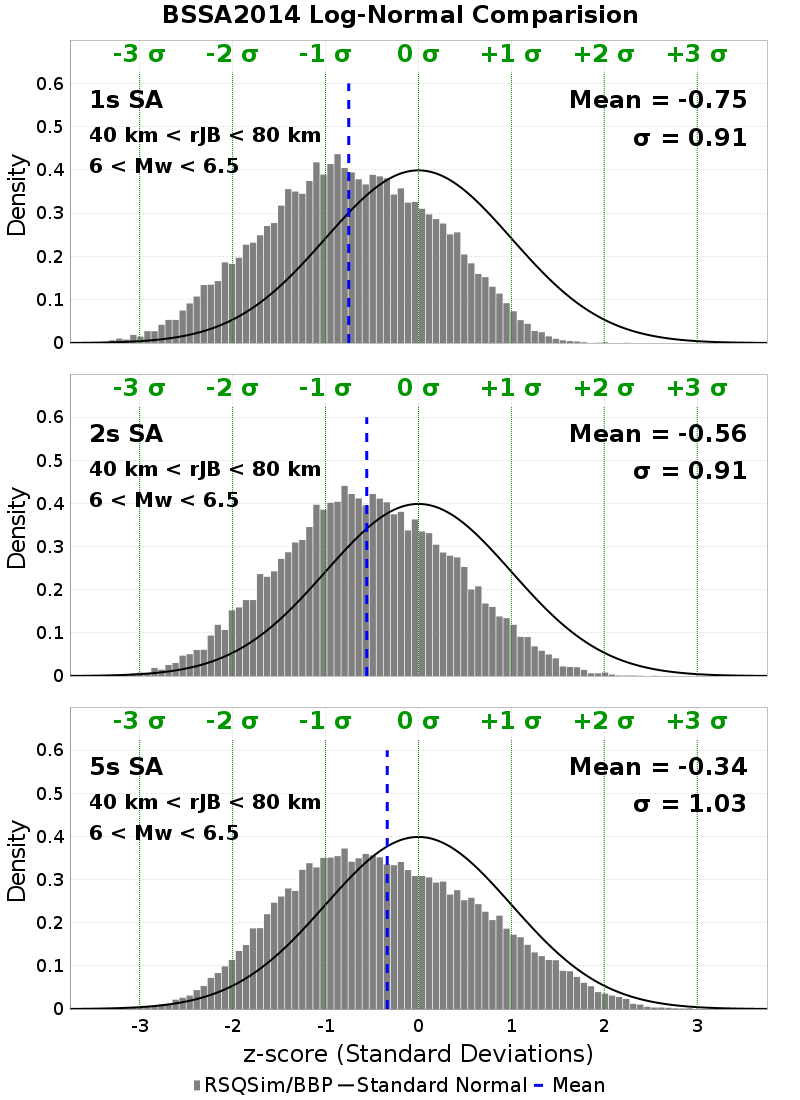 BSSA2014 Log-Normal Comparision
-3 σ -2 σ -1 σ 0 σ +1 σ +2 σ +3 σ
1s SA
Mean = -0.75
40 km < rJB < 80 km
σ = 0.91
6 < Mw < 6.5
Density
0.6
0.5
0.4
0.3
0.2
0.1
0
-3 σ -2 σ -1 σ 0 σ +1 σ +2 σ +3 σ
2s SA
Mean = -0.56
40 km < rJB < 80 km
σ = 0.91
6 < Mw < 6.5
Density
0.6
0.5
0.4
0.3
0.2
0.1
0
-3 σ -2 σ -1 σ 0 σ +1 σ +2 σ +3 σ
5s SA
Mean = -0.34
40 km < rJB < 80 km
σ = 1.03
6 < Mw < 6.5
Density
0.6
0.5
0.4
0.3
0.2
0.1
0
-3 -2 -1 0 1 2 3
z-score (Standard Deviations)
RSQSim/BBP Standard Normal Mean